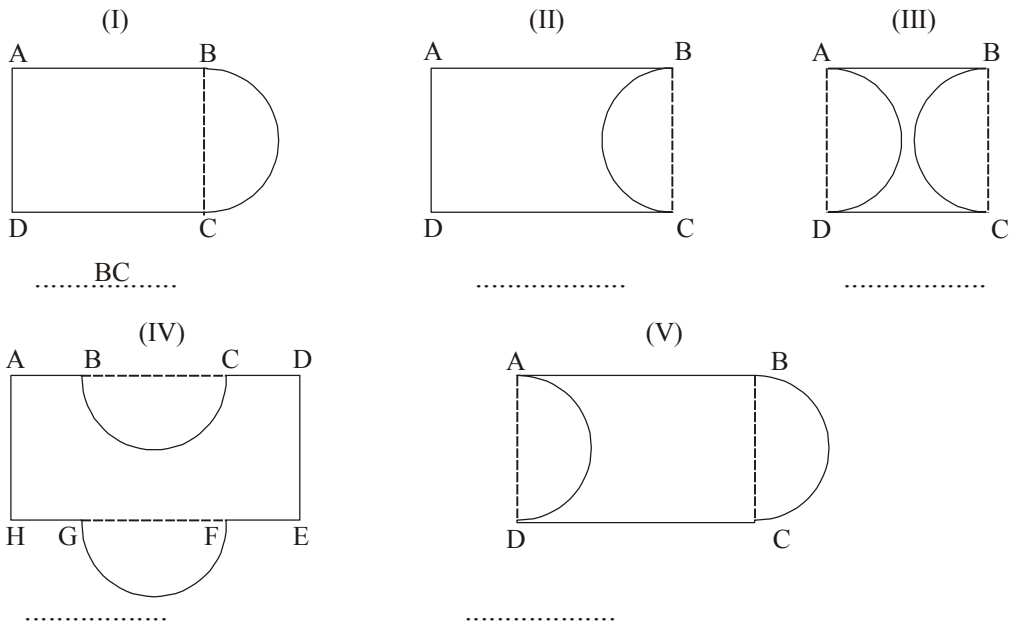 (I) (II) (III)
A B A B A B
D C D C D C
BC
(IV) (V)
A B C D A B
H G F E D C